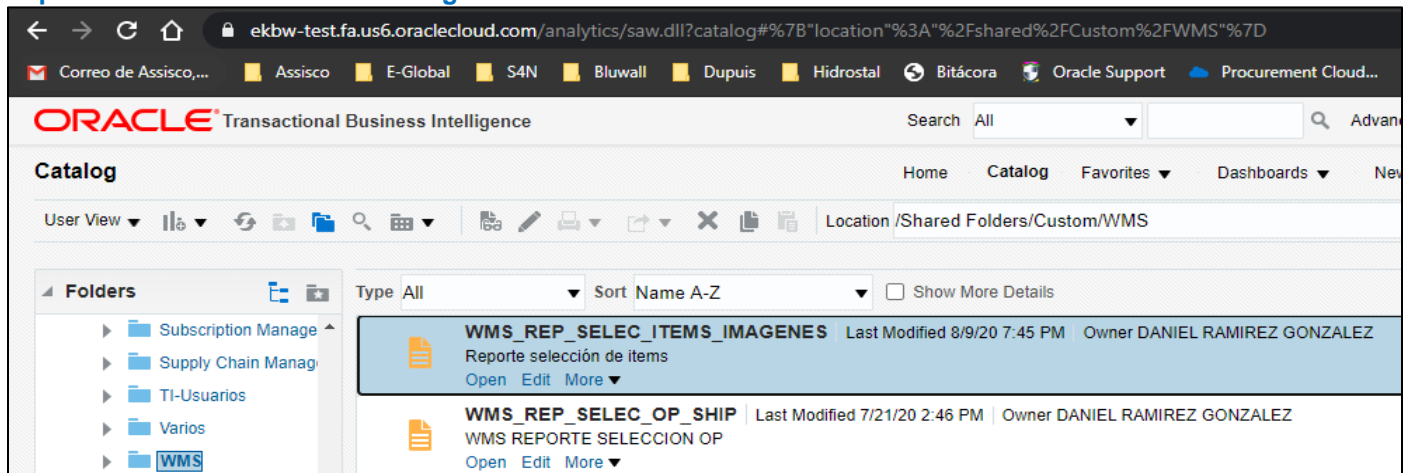 ekbw-test.fa.us6.oraclecloud.com/analytics/saw.dll?catalog#%7B"location"%3A"%2Fshared%2FCustom%2FWMS"%7D
Correo de Assisco,... Assisco E-Global S4N Bluwall Dupuis Hidrostal Bitácora Oracle Support Procurement Cloud...
ORACLE Transactional Business Intelligence Search All Advan
Catalog Home Catalog Favorites Dashboards New
User View Location /Shared Folders/Custom/WMS
Folders Type All Sort Name A-Z Show More Details
Subscription Manage
Supply Chain Manag
TI-Usuarios
Varios
WMS
WMS_REP_SELEC_ITEMS_IMAGENES Last Modified 8/9/20 7:45 PM Owner DANIEL RAMIREZ GONZALEZ
Reporte selección de items
Open Edit More
WMS_REP_SELEC_OP_SHIP Last Modified 7/21/20 2:46 PM Owner DANIEL RAMIREZ GONZALEZ
WMS REPORTE SELECCION OP
Open Edit More